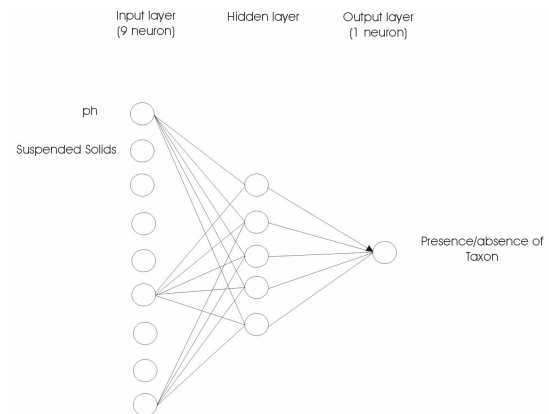 Input layer
(9 neuron)
Hidden layer
Output layer
(1 neuron)
ph
Suspended Solids
Presence/absence of
Taxon